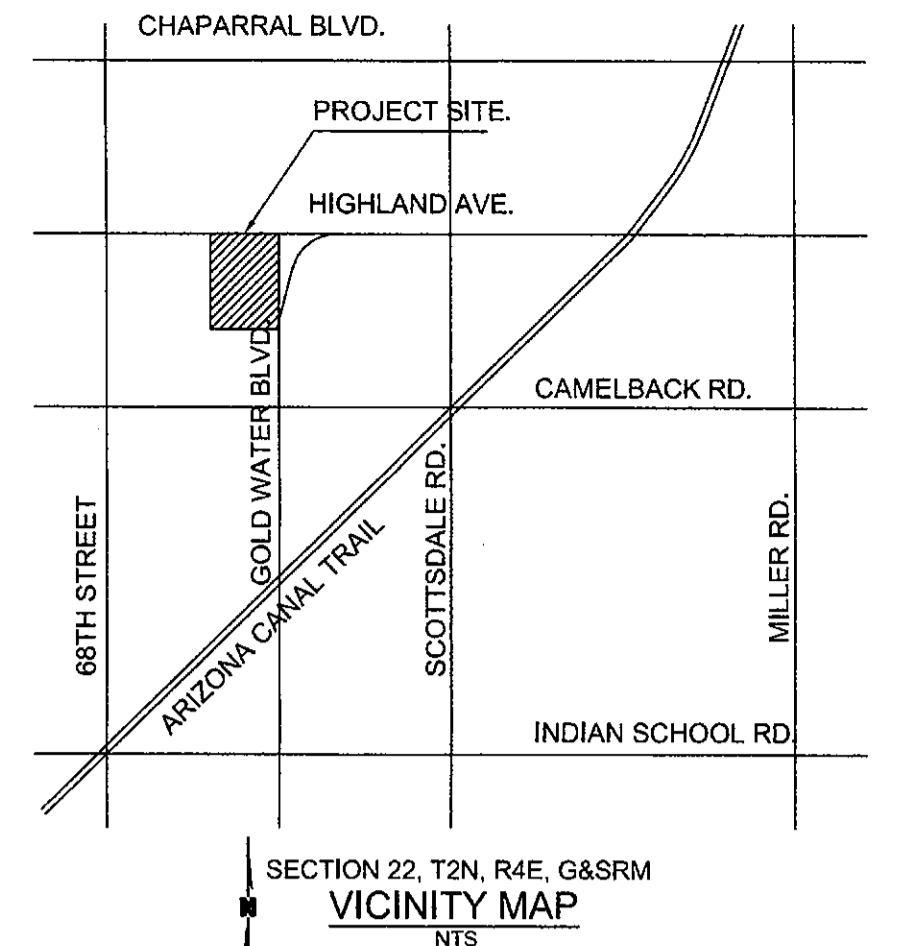 CHAPARRAL BLVD.
PROJECT SITE.
HIGHLAND AVE.
GOLD WATER BLVD.
CAMELBACK RD.
68TH STREET
ARIZONA CANAL TRAIL
SCOTTSDALE RD.
MILLER RD.
INDIAN SCHOOL RD.
SECTION 22, T2N, R4E, G&SRM
N
VICINITY MAP
NTS